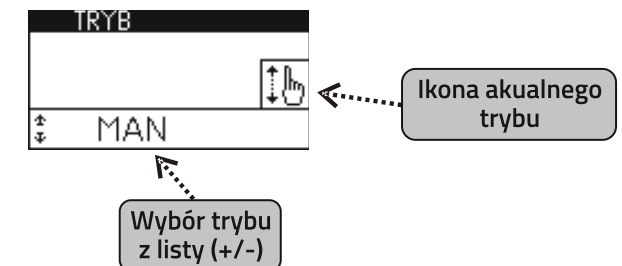 TRYB
Ikona akualnego
trybu
MAN
Wybór trybu
z listy (+/-)